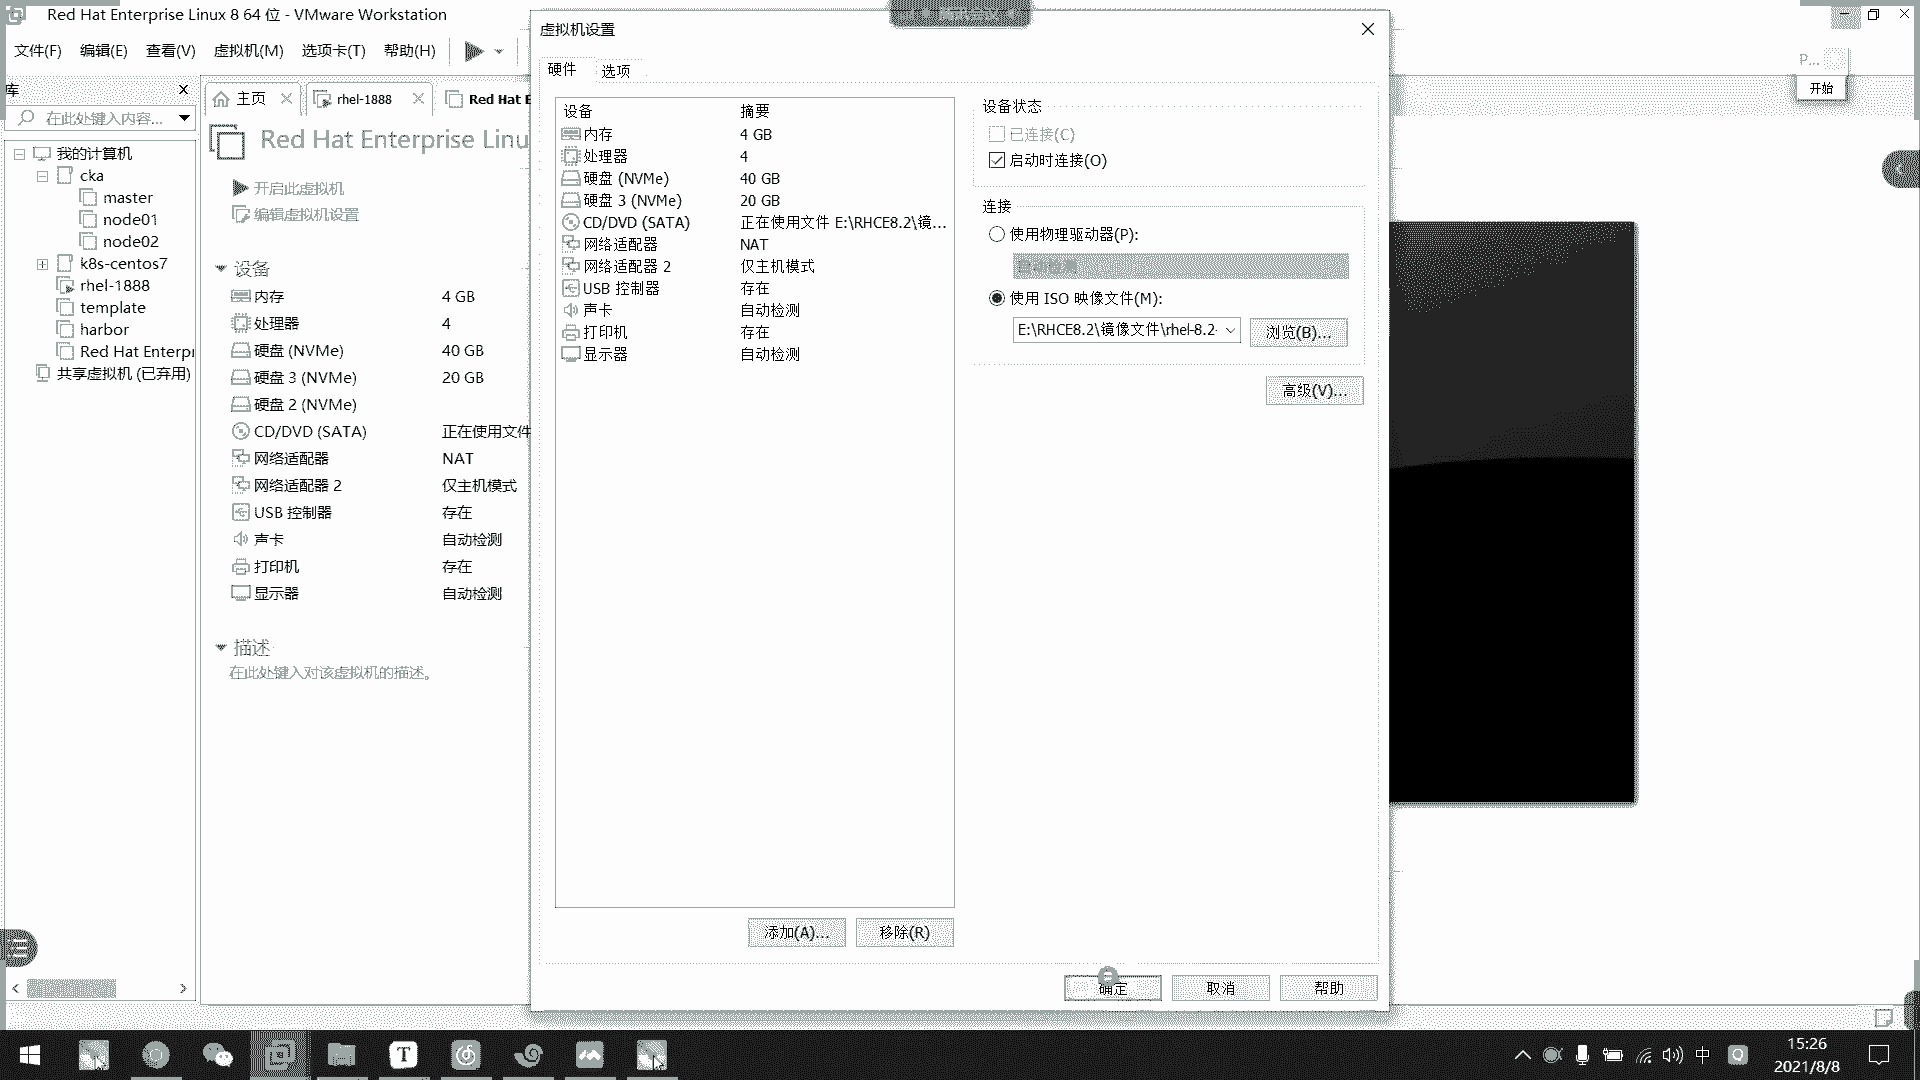 Red Hat Enterprise Linux 8 64 位 - VMware Workstation
文件(F) 编辑(E) 查看(V) 虚拟机(M) 选项卡(T) 帮助(H)
库
在此处键入内容...
我的计算机
cka
master
node01
node02
k8s-centos7
rhel-1888
template
harbor
Red Hat Enterpr
共享虚拟机 (已弃用)
主页
rhel-1888
Red Hat E
Red Hat Enterprise Linu
开启此虚拟机
编辑虚拟机设置
设备
内存 4 GB
处理器 4
硬盘 (NVMe) 40 GB
硬盘 3 (NVMe) 20 GB
硬盘 2 (NVMe)
CD/DVD (SATA) 正在使用文件
网络适配器 NAT
网络适配器 2 仅主机模式
USB 控制器 存在
声卡 自动检测
打印机 存在
显示器 自动检测
描述
在此处键入对该虚拟机的描述。
虚拟机设置
硬件 选项
设备 摘要
内存 4 GB
处理器 4
硬盘 (NVMe) 40 GB
硬盘 3 (NVMe) 20 GB
CD/DVD (SATA) 正在使用文件 E:\RHCE8.2\镜...
网络适配器 NAT
网络适配器 2 仅主机模式
USB 控制器 存在
声卡 自动检测
打印机 存在
显示器 自动检测
添加(A)... 移除(R)
设备状态
已连接(C)
启动时连接(O)
连接
使用物理驱动器(P):
自动检测
使用 ISO 映像文件(M):
E:\RHCE8.2\镜像文件\rhel-8.2-
浏览(B)...
高级(V)...
确定 取消 帮助
腾讯会议
P...
开始
中
15:26
2021/8/8